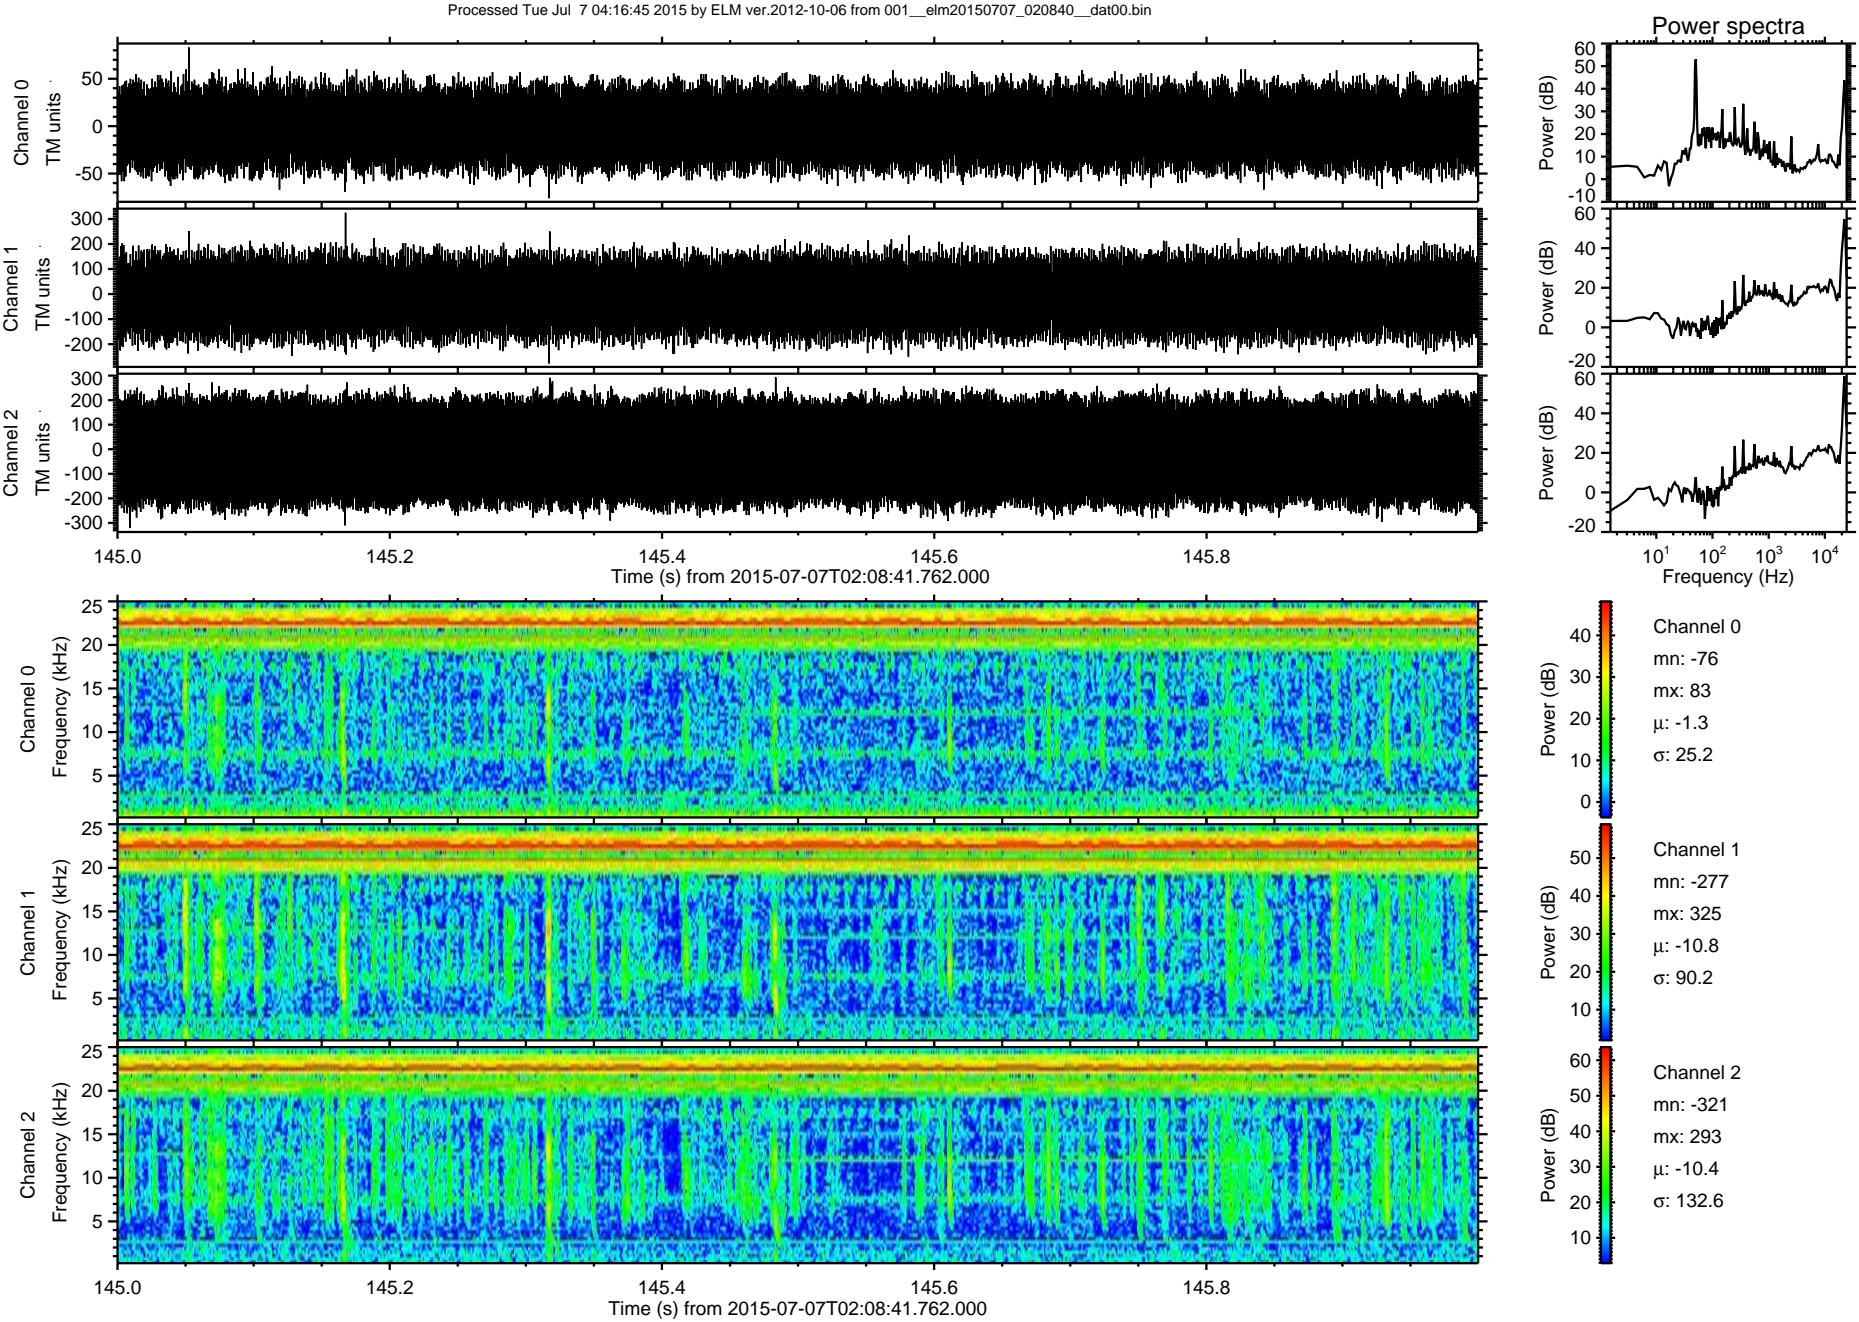 Processed Tue Jul 7 04:16:45 2015 by ELM ver.2012-10-06 from 001__elm20150707_020840__dat00.bin
Power spectra
Channel 0
TM units
50
0
-50
Power (dB)
60
50
40
30
20
10
0
-10
Channel 1
TM units
300
200
100
0
-100
-200
Power (dB)
60
40
20
0
-20
Channel 2
TM units
300
200
100
0
-100
-200
-300
Power (dB)
60
40
20
0
-20
145.0 145.2 145.4 145.6 145.8
Time (s) from 2015-07-07T02:08:41.762.000
10^1 10^2 10^3 10^4
Frequency (Hz)
Channel 0
Frequency (kHz)
25
20
15
10
5
Power (dB)
40
30
20
10
0
Channel 0
mn: -76
mx: 83
μ: -1.3
σ: 25.2
Channel 1
Frequency (kHz)
25
20
15
10
5
Power (dB)
50
40
30
20
10
Channel 1
mn: -277
mx: 325
μ: -10.8
σ: 90.2
Channel 2
Frequency (kHz)
25
20
15
10
5
Power (dB)
60
50
40
30
20
10
Channel 2
mn: -321
mx: 293
μ: -10.4
σ: 132.6
145.0 145.2 145.4 145.6 145.8
Time (s) from 2015-07-07T02:08:41.762.000